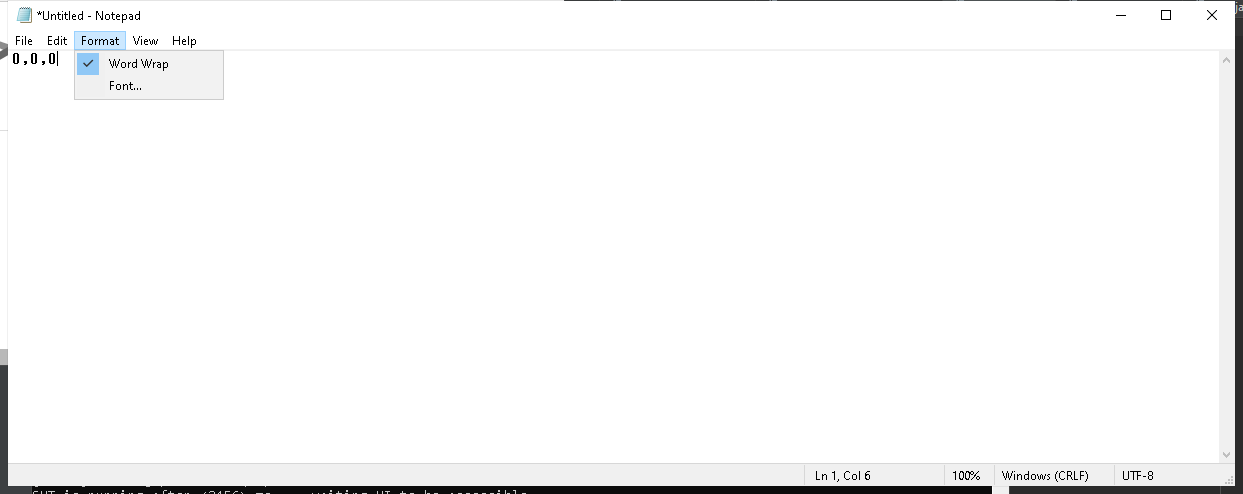 *Untitled - Notepad
File Edit Format View Help
0,0,0
Word Wrap
Font...
Ln 1, Col 6 100% Windows (CRLF) UTF-8